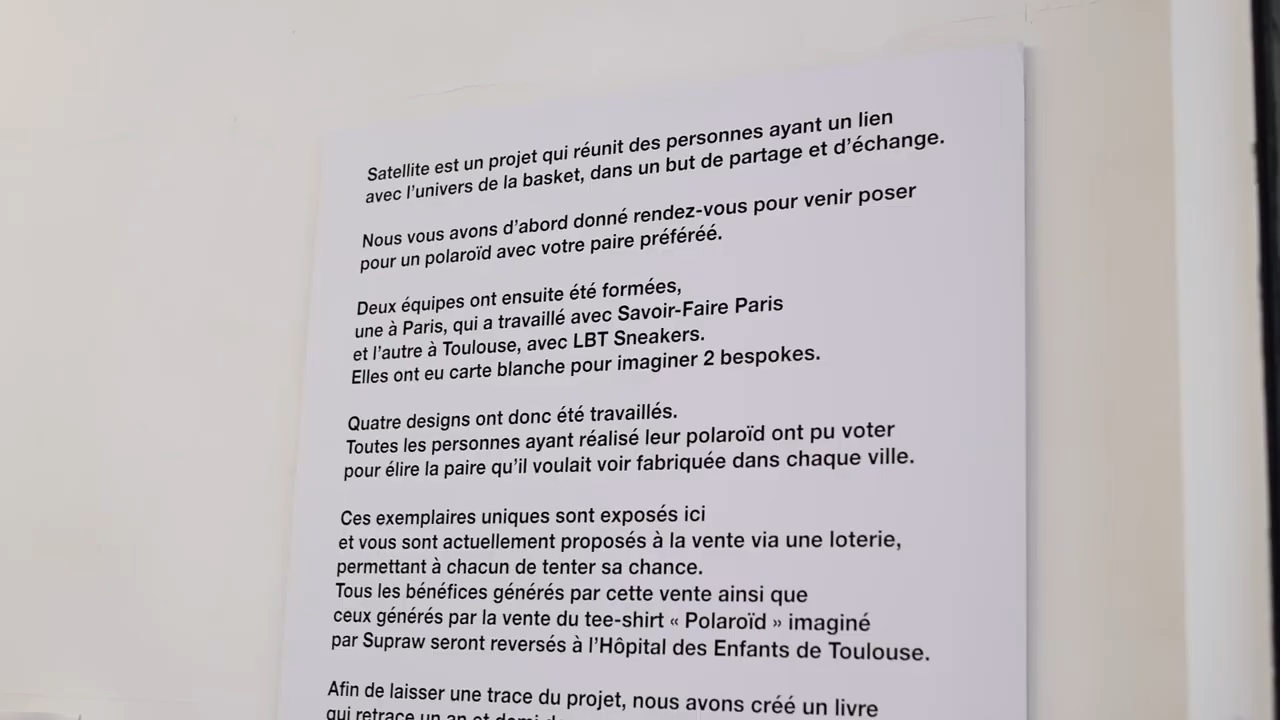 Satellite est un projet qui réunit des personnes ayant un lien
avec l'univers de la basket, dans un but de partage et d'échange.
Nous vous avons d'abord donné rendez-vous pour venir poser
pour un polaroïd avec votre paire préféréé.
Deux équipes ont ensuite été formées,
une à Paris, qui a travaillé avec Savoir-Faire Paris
et l'autre à Toulouse, avec LBT Sneakers.
Elles ont eu carte blanche pour imaginer 2 bespokes.
Quatre designs ont donc été travaillés.
Toutes les personnes ayant réalisé leur polaroïd ont pu voter
pour élire la paire qu'il voulait voir fabriquée dans chaque ville.
Ces exemplaires uniques sont exposés ici
et vous sont actuellement proposés à la vente via une loterie,
permettant à chacun de tenter sa chance.
Tous les bénéfices générés par cette vente ainsi que
ceux générés par la vente du tee-shirt « Polaroïd » imaginé
par Supraw seront reversés à l'Hôpital des Enfants de Toulouse.
Afin de laisser une trace du projet, nous avons créé un livre
qui retrace un an et demi